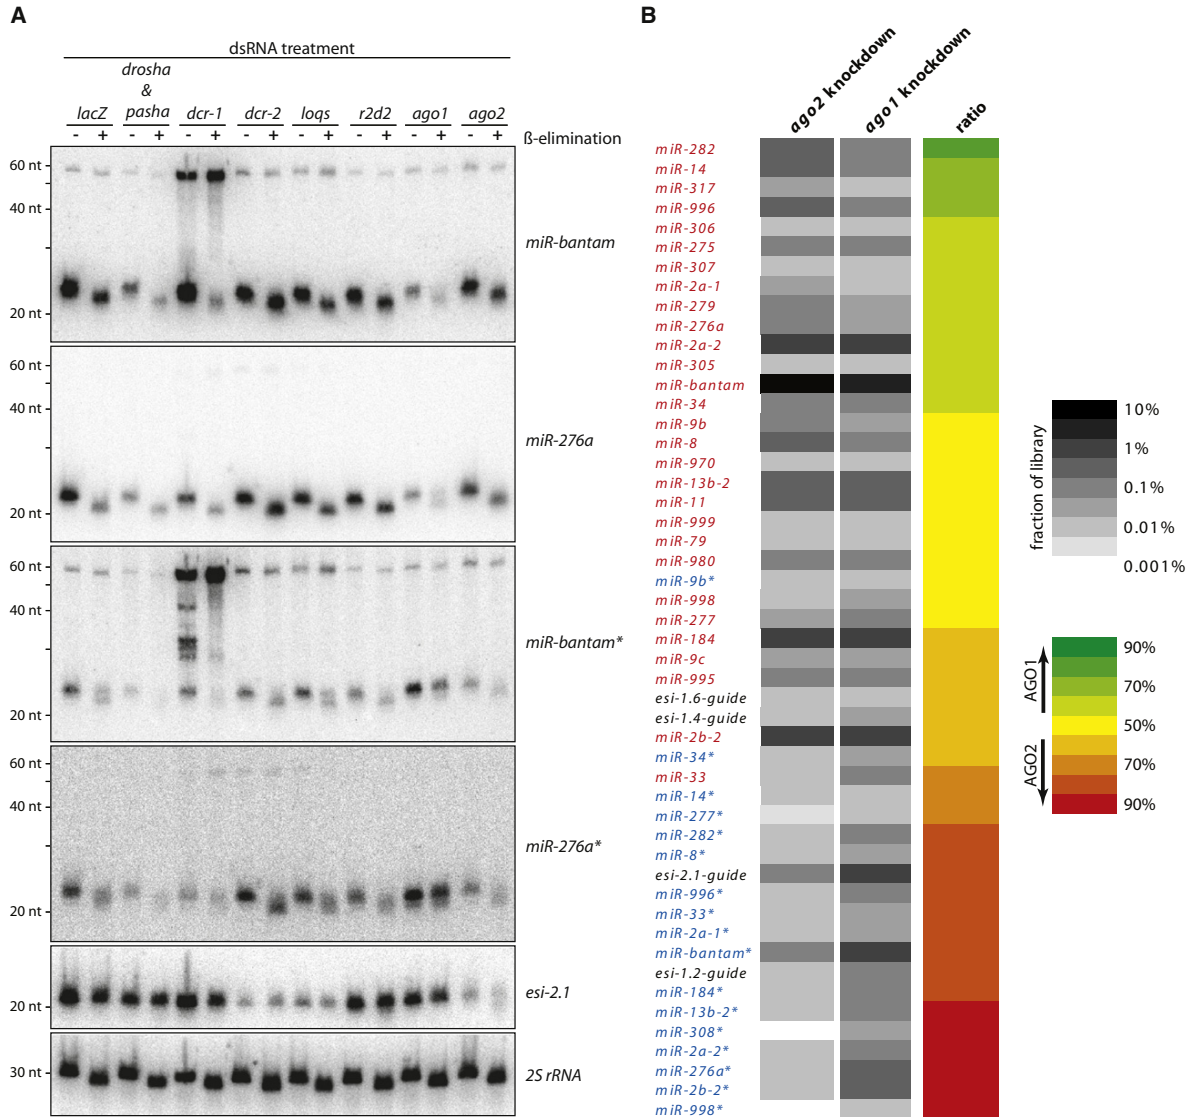 A
dsRNA treatment
drosha
&
lacZ pasha dcr-1 dcr-2 loqs r2d2 ago1 ago2
- + - + - + - + - + - + - + - + ß-elimination
60 nt
40 nt
20 nt
miR-bantam
60 nt
40 nt
20 nt
miR-276a
60 nt
40 nt
20 nt
miR-bantam*
60 nt
40 nt
20 nt
miR-276a*
20 nt
esi-2.1
30 nt
2S rRNA
B
ago2 knockdown
ago1 knockdown
ratio
miR-282
miR-14
miR-317
miR-996
miR-306
miR-275
miR-307
miR-2a-1
miR-279
miR-276a
miR-2a-2
miR-305
miR-bantam
miR-34
miR-9b
miR-8
miR-970
miR-13b-2
miR-11
miR-999
miR-79
miR-980
miR-9b*
miR-998
miR-277
miR-184
miR-9c
miR-995
esi-1.6-guide
esi-1.4-guide
miR-2b-2
miR-34*
miR-33
miR-14*
miR-277*
miR-282*
miR-8*
esi-2.1-guide
miR-996*
miR-33*
miR-2a-1*
miR-bantam*
esi-1.2-guide
miR-184*
miR-13b-2*
miR-308*
miR-2a-2*
miR-276a*
miR-2b-2*
miR-998*
fraction of library
10%
1%
0.1%
0.01%
0.001%
AGO1
AGO2
90%
70%
50%
70%
90%